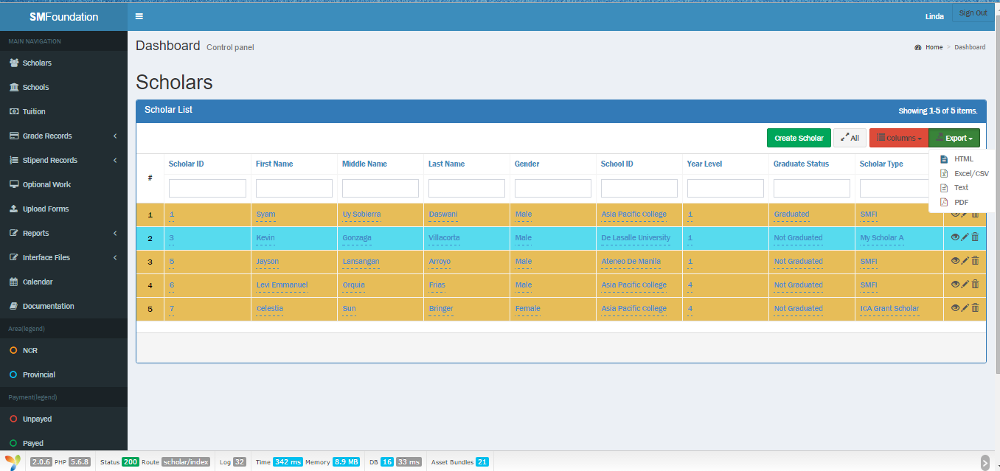 SMFoundation
Linda
Sign Out
MAIN NAVIGATION
Scholars
Schools
Tuition
Grade Records
Stipend Records
Optional Work
Upload Forms
Reports
Interface Files
Calendar
Documentation
Area(legend)
NCR
Provincial
Payment(legend)
Unpayed
Payed
Dashboard Control panel
Home > Dashboard
Scholars
Scholar List
Showing 1-5 of 5 items.
Create Scholar All Columns Export
HTML
Excel/CSV
Text
PDF
# Scholar ID First Name Middle Name Last Name Gender School ID Year Level Graduate Status Scholar Type
1 1 Syam Uy Sobierra Daswani Male Asia Pacific College 1 Graduated SMFI
2 3 Kevin Gonzaga Villacorta Male De Lasalle University 1 Not Graduated My Scholar A
3 5 Jayson Lansangan Arroyo Male Ateneo De Manila 1 Not Graduated SMFI
4 6 Levi Emmanuel Orquia Frias Male Asia Pacific College 4 Not Graduated SMFI
5 7 Celestia Sun Bringer Female Asia Pacific College 4 Not Graduated ICA Grant Scholar
2.0.6 PHP 5.6.8 Status 200 Route scholar/index Log 32 Time 342 ms Memory 8.9 MB DB 16 33 ms Asset Bundles 21